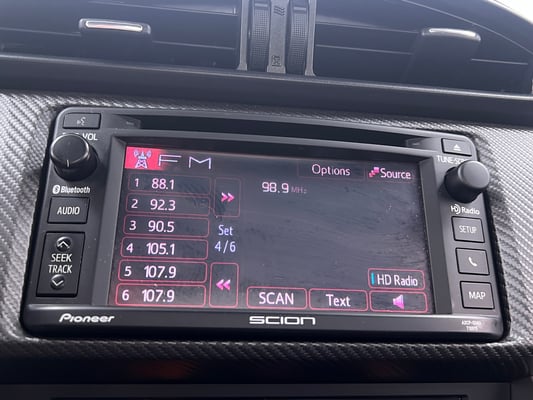 SCION
PWR VOL
TUNE·SCROLL
FM
Options
Source
1 88.1
2 92.3
3 90.5
4 105.1
5 107.9
6 107.9
98.9 MHz
Set
4/6
HD Radio
SCAN
Text
Bluetooth
AUDIO
SEEK
TRACK
HD Radio
SETUP
MAP
Pioneer
SCION